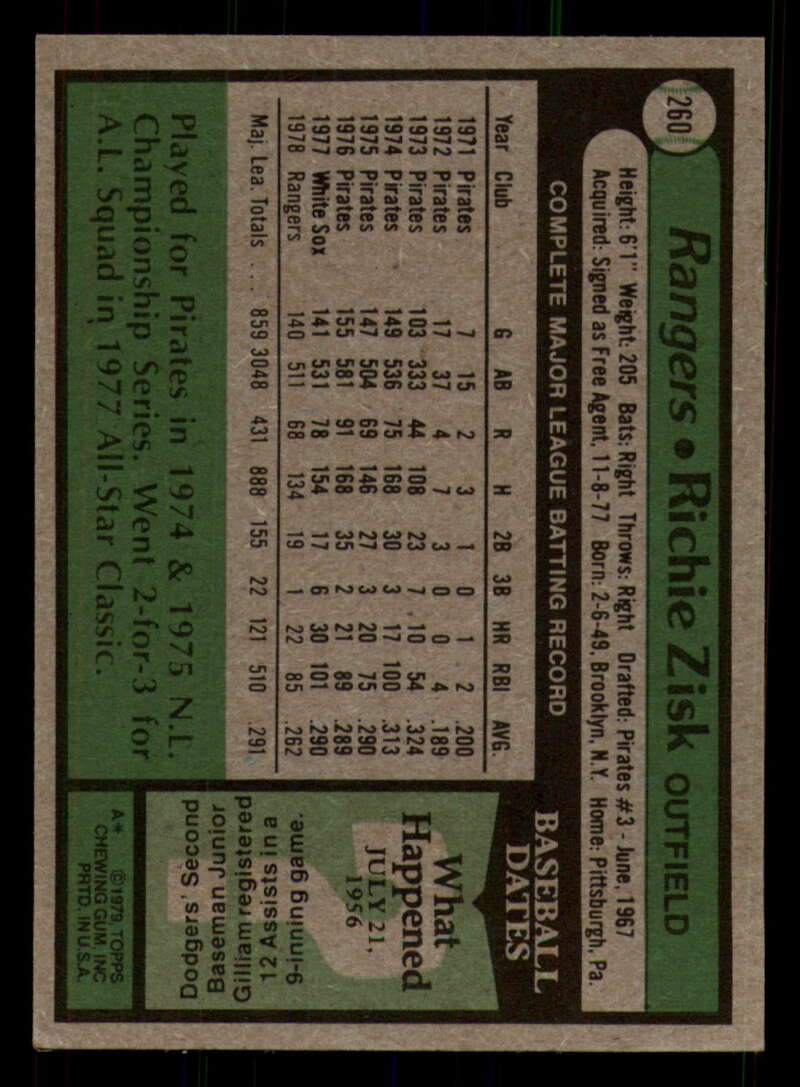 260
Rangers • Richie Zisk OUTFIELD
Height: 6'1" Weight: 205 Bats: Right Throws: Right Drafted: Pirates #3 - June, 1967
Acquired: Signed as Free Agent, 11-8-77 Born: 2-6-49, Brooklyn, N.Y. Home: Pittsburgh, Pa.
COMPLETE MAJOR LEAGUE BATTING RECORD
Year Club G AB R H 2B 3B HR RBI AVG.
1971 Pirates 7 15 2 3 1 0 1 2 .200
1972 Pirates 17 37 4 7 3 0 0 4 .189
1973 Pirates 103 333 44 108 23 7 10 54 .324
1974 Pirates 149 536 75 168 30 3 17 100 .313
1975 Pirates 147 504 69 146 27 3 20 75 .290
1976 Pirates 155 581 91 168 35 2 21 89 .289
1977 White Sox 141 531 78 154 17 6 30 101 .290
1978 Rangers 140 511 68 134 19 1 22 85 .262
Maj. Lea. Totals ... 859 3048 431 888 155 22 121 510 .291
Played for Pirates in 1974 & 1975 N.L.
Championship Series. Went 2-for-3 for
A.L. Squad in 1977 All-Star Classic.
BASEBALL
DATES
What
Happened
JULY 21,
1956
Dodgers' Second
Baseman Junior
Gilliam registered
12 Assists in a
9-inning game.
A* ©1979 TOPPS
CHEWING GUM, INC
PRTD. IN U.S.A.